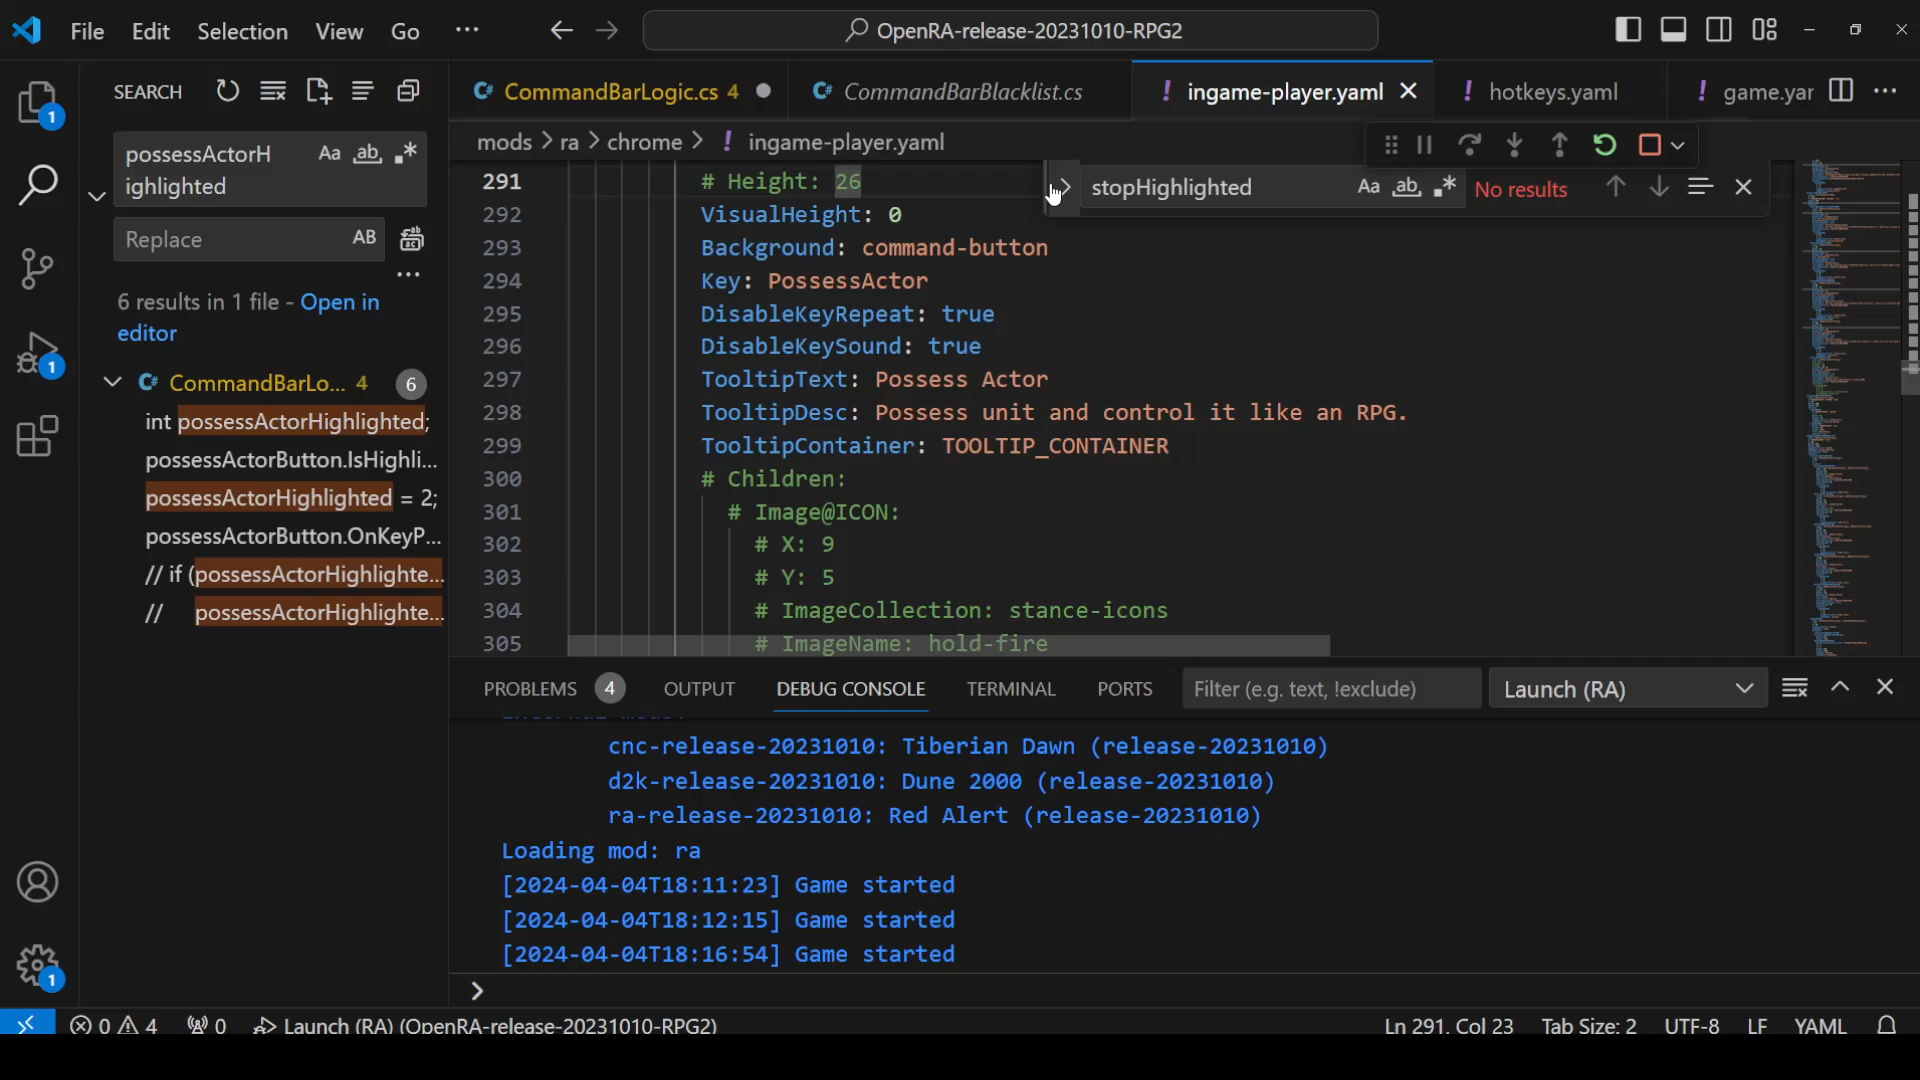 File Edit Selection View Go ··· OpenRA-release-20231010-RPG2
SEARCH
CommandBarLogic.cs 4 CommandBarBlacklist.cs ! ingame-player.yaml ! hotkeys.yaml ! game.yar
1
possessActorH Aa ab
ighlighted
Replace AB
6 results in 1 file - Open in
editor
CommandBarLo... 4 6
int possessActorHighlighted;
possessActorButton.IsHighli...
possessActorHighlighted = 2;
possessActorButton.OnKeyP...
// if (possessActorHighlighte...
// possessActorHighlighte...
1
1
mods > ra > chrome > ! ingame-player.yaml
stopHighlighted Aa ab No results
291 # Height: 26
292 VisualHeight: 0
293 Background: command-button
294 Key: PossessActor
295 DisableKeyRepeat: true
296 DisableKeySound: true
297 TooltipText: Possess Actor
298 TooltipDesc: Possess unit and control it like an RPG.
299 TooltipContainer: TOOLTIP_CONTAINER
300 # Children:
301 # Image@ICON:
302 # X: 9
303 # Y: 5
304 # ImageCollection: stance-icons
305 # ImageName: hold-fire
PROBLEMS 4 OUTPUT DEBUG CONSOLE TERMINAL PORTS Filter (e.g. text, !exclude) Launch (RA)
cnc-release-20231010: Tiberian Dawn (release-20231010)
d2k-release-20231010: Dune 2000 (release-20231010)
ra-release-20231010: Red Alert (release-20231010)
Loading mod: ra
[2024-04-04T18:11:23] Game started
[2024-04-04T18:12:15] Game started
[2024-04-04T18:16:54] Game started
>
0 4 0 Launch (RA) (OpenRA-release-20231010-RPG2) Ln 291, Col 23 Tab Size: 2 UTF-8 LF YAML